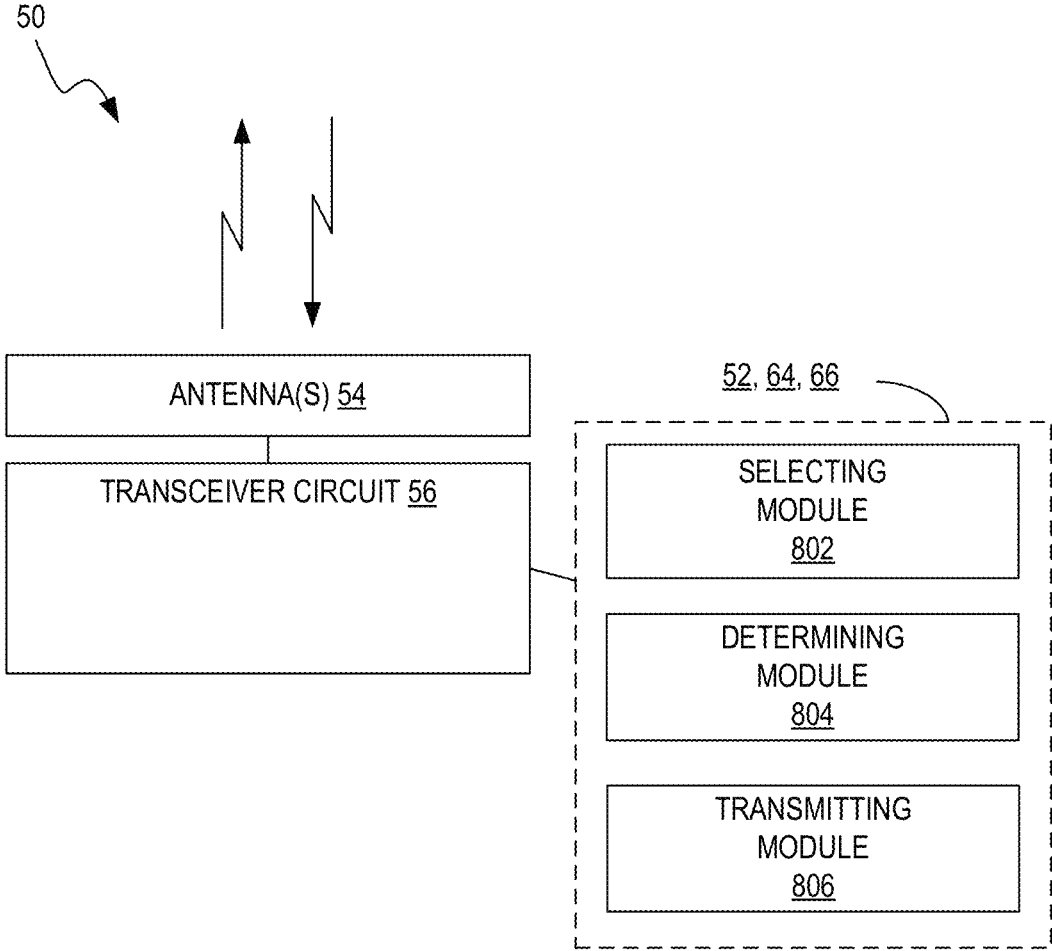 50
ANTENNA(S) 54
52, 64, 66
TRANSCEIVER CIRCUIT 56
SELECTING
MODULE
802
DETERMINING
MODULE
804
TRANSMITTING
MODULE
806